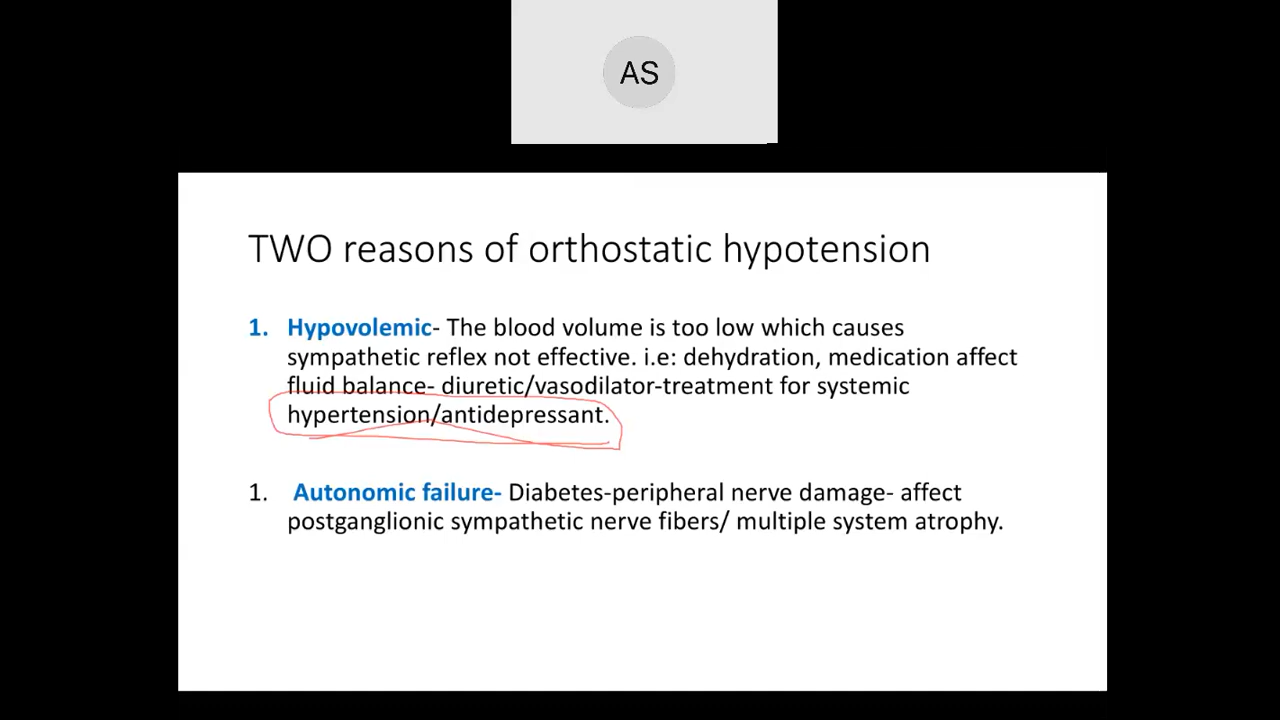 AS
TWO reasons of orthostatic hypotension
1. Hypovolemic- The blood volume is too low which causes
sympathetic reflex not effective. i.e: dehydration, medication affect
fluid balance- diuretic/vasodilator-treatment for systemic
hypertension/antidepressant.
1. Autonomic failure- Diabetes-peripheral nerve damage- affect
postganglionic sympathetic nerve fibers/ multiple system atrophy.